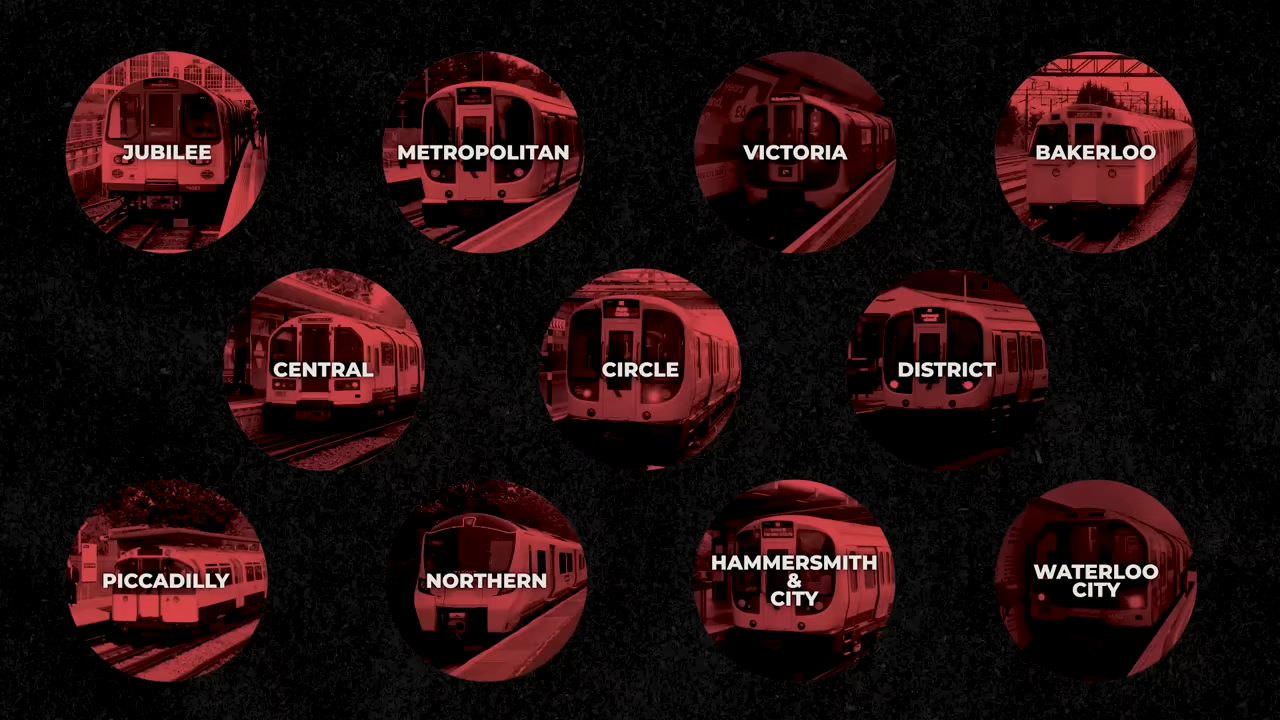 JUBILEE
METROPOLITAN
VICTORIA
BAKERLOO
CENTRAL
CIRCLE
DISTRICT
PICCADILLY
NORTHERN
HAMMERSMITH
&
CITY
WATERLOO
CITY